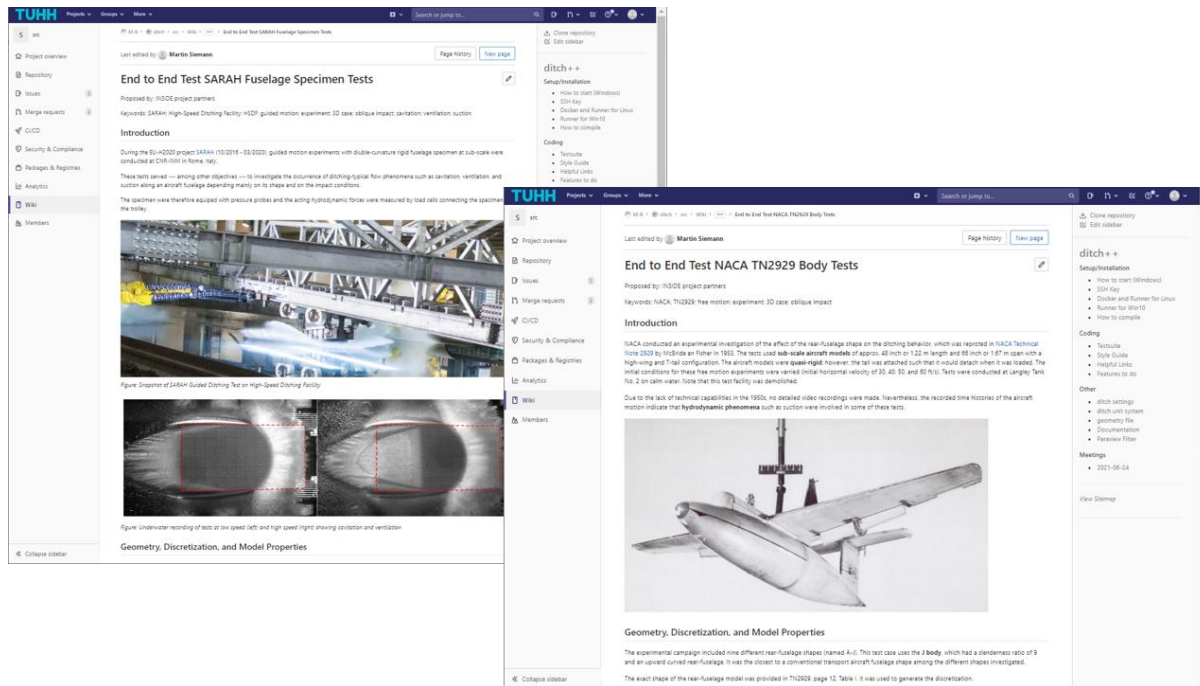 TUHH Projects Groups More Search or jump to...
S src
Project overview
Repository
Issues
Merge requests
CI/CD
Security & Compliance
Packages & Registries
Analytics
Wiki
Members
Collapse sidebar
M B › ditch › src › Wiki › ... › End to End Test SARAH Fuselage Specimen Tests
Last edited by Martin Siemann
Page history New page
End to End Test SARAH Fuselage Specimen Tests
Proposed by: INSIDE project partners
Keywords: SARAH; High-Speed Ditching Facility; HSDF; guided motion; experiment; 3D case; oblique impact; cavitation; ventilation; suction
Introduction
During the EU-H2020 project SARAH (10/2016 - 03/2020), guided motion experiments with double-curvature rigid fuselage specimen at sub-scale were
conducted at CNR-INM in Rome, Italy.
These tests served — among other objectives — to investigate the occurrence of ditching-typical flow phenomena such as cavitation, ventilation, and
suction along an aircraft fuselage depending mainly on its shape and on the impact conditions.
The specimen were therefore equipped with pressure probes and the acting hydrodynamic forces were measured by load cells connecting the specimen
the trolley.
Figure: Snapshot of SARAH Guided Ditching Test on High-Speed Ditching Facility
Figure: Underwater recording of tests at low speed (left) and high speed (right) showing cavitation and ventilation
Geometry, Discretization, and Model Properties
Clone repository
Edit sidebar
ditch++
Setup/Installation
How to start (Windows)
SSH Key
Docker and Runner for Linux
Runner for Win10
How to compile
Coding
Testsuite
Style Guide
Helpful Links
Features to do
TUHH Projects Groups More Search or jump to...
S src
Project overview
Repository
Issues
Merge requests
CI/CD
Security & Compliance
Packages & Registries
Analytics
Wiki
Members
Collapse sidebar
M B › ditch › src › Wiki › ... › End to End Test NACA TN2929 Body Tests
Last edited by Martin Siemann
Page history New page
End to End Test NACA TN2929 Body Tests
Proposed by: INSIDE project partners
Keywords: NACA; TN2929; free motion; experiment; 3D case; oblique impact
Introduction
NACA conducted an experimental investigation of the effect of the rear-fuselage shape on the ditching behavior, which was reported in NACA Technical
Note 2929 by McBride an Fisher in 1953. The tests used sub-scale aircraft models of approx. 48 inch or 1.22 m length and 66 inch or 1.67 m span with a
high-wing and T-tail configuration. The aircraft models were quasi-rigid; however, the tail was attached such that it would detach when it was loaded. The
initial conditions for these free motion experiments were varried (initial horizontal velocity of 30, 40, 50, and 60 ft/s). Tests were conducted at Langley Tank
No. 2 on calm water. Note that this test facility was demolished.
Due to the lack of technical capabilities in the 1950s, no detailed video recordings were made. Nevertheless, the recorded time histories of the aircraft
motion indicate that hydrodynamic phenomena such as suction were involved in some of these tests.
Geometry, Discretization, and Model Properties
The experimental campaign included nine different rear-fuselage shapes (named A-J). This test case uses the J body, which had a slenderness ratio of 9
and an upward curved rear-fuselage. It was the closest to a conventional transport aircraft fuselage shape among the different shapes investigated.
The exact shape of the rear-fuselage model was provided in TN2929, page 12, Table I. It was used to generate the discretization.
Clone repository
Edit sidebar
ditch++
Setup/Installation
How to start (Windows)
SSH Key
Docker and Runner for Linux
Runner for Win10
How to compile
Coding
Testsuite
Style Guide
Helpful Links
Features to do
Other
ditch settings
ditch unit system
geometry file
Documentation
Paraview Filter
Meetings
2021-06-24
View Sitemap